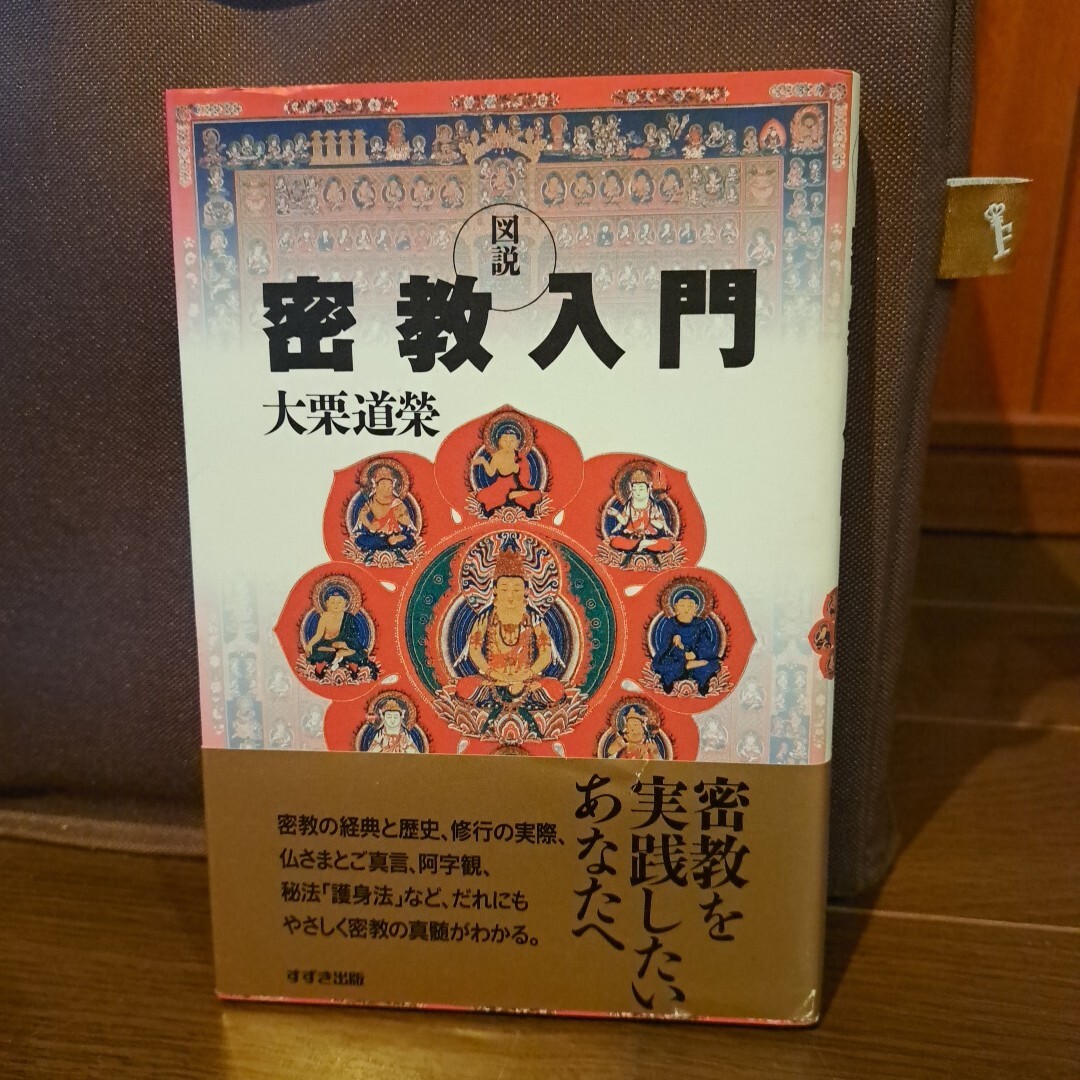 図説
密教入門
大栗道榮
密教を
実践したい
あなたへ
密教の経典と歴史、修行の実際、
仏さまとご真言、阿字観、
秘法「護身法」など、だれにも
やさしく密教の真髄がわかる。
すずき出版